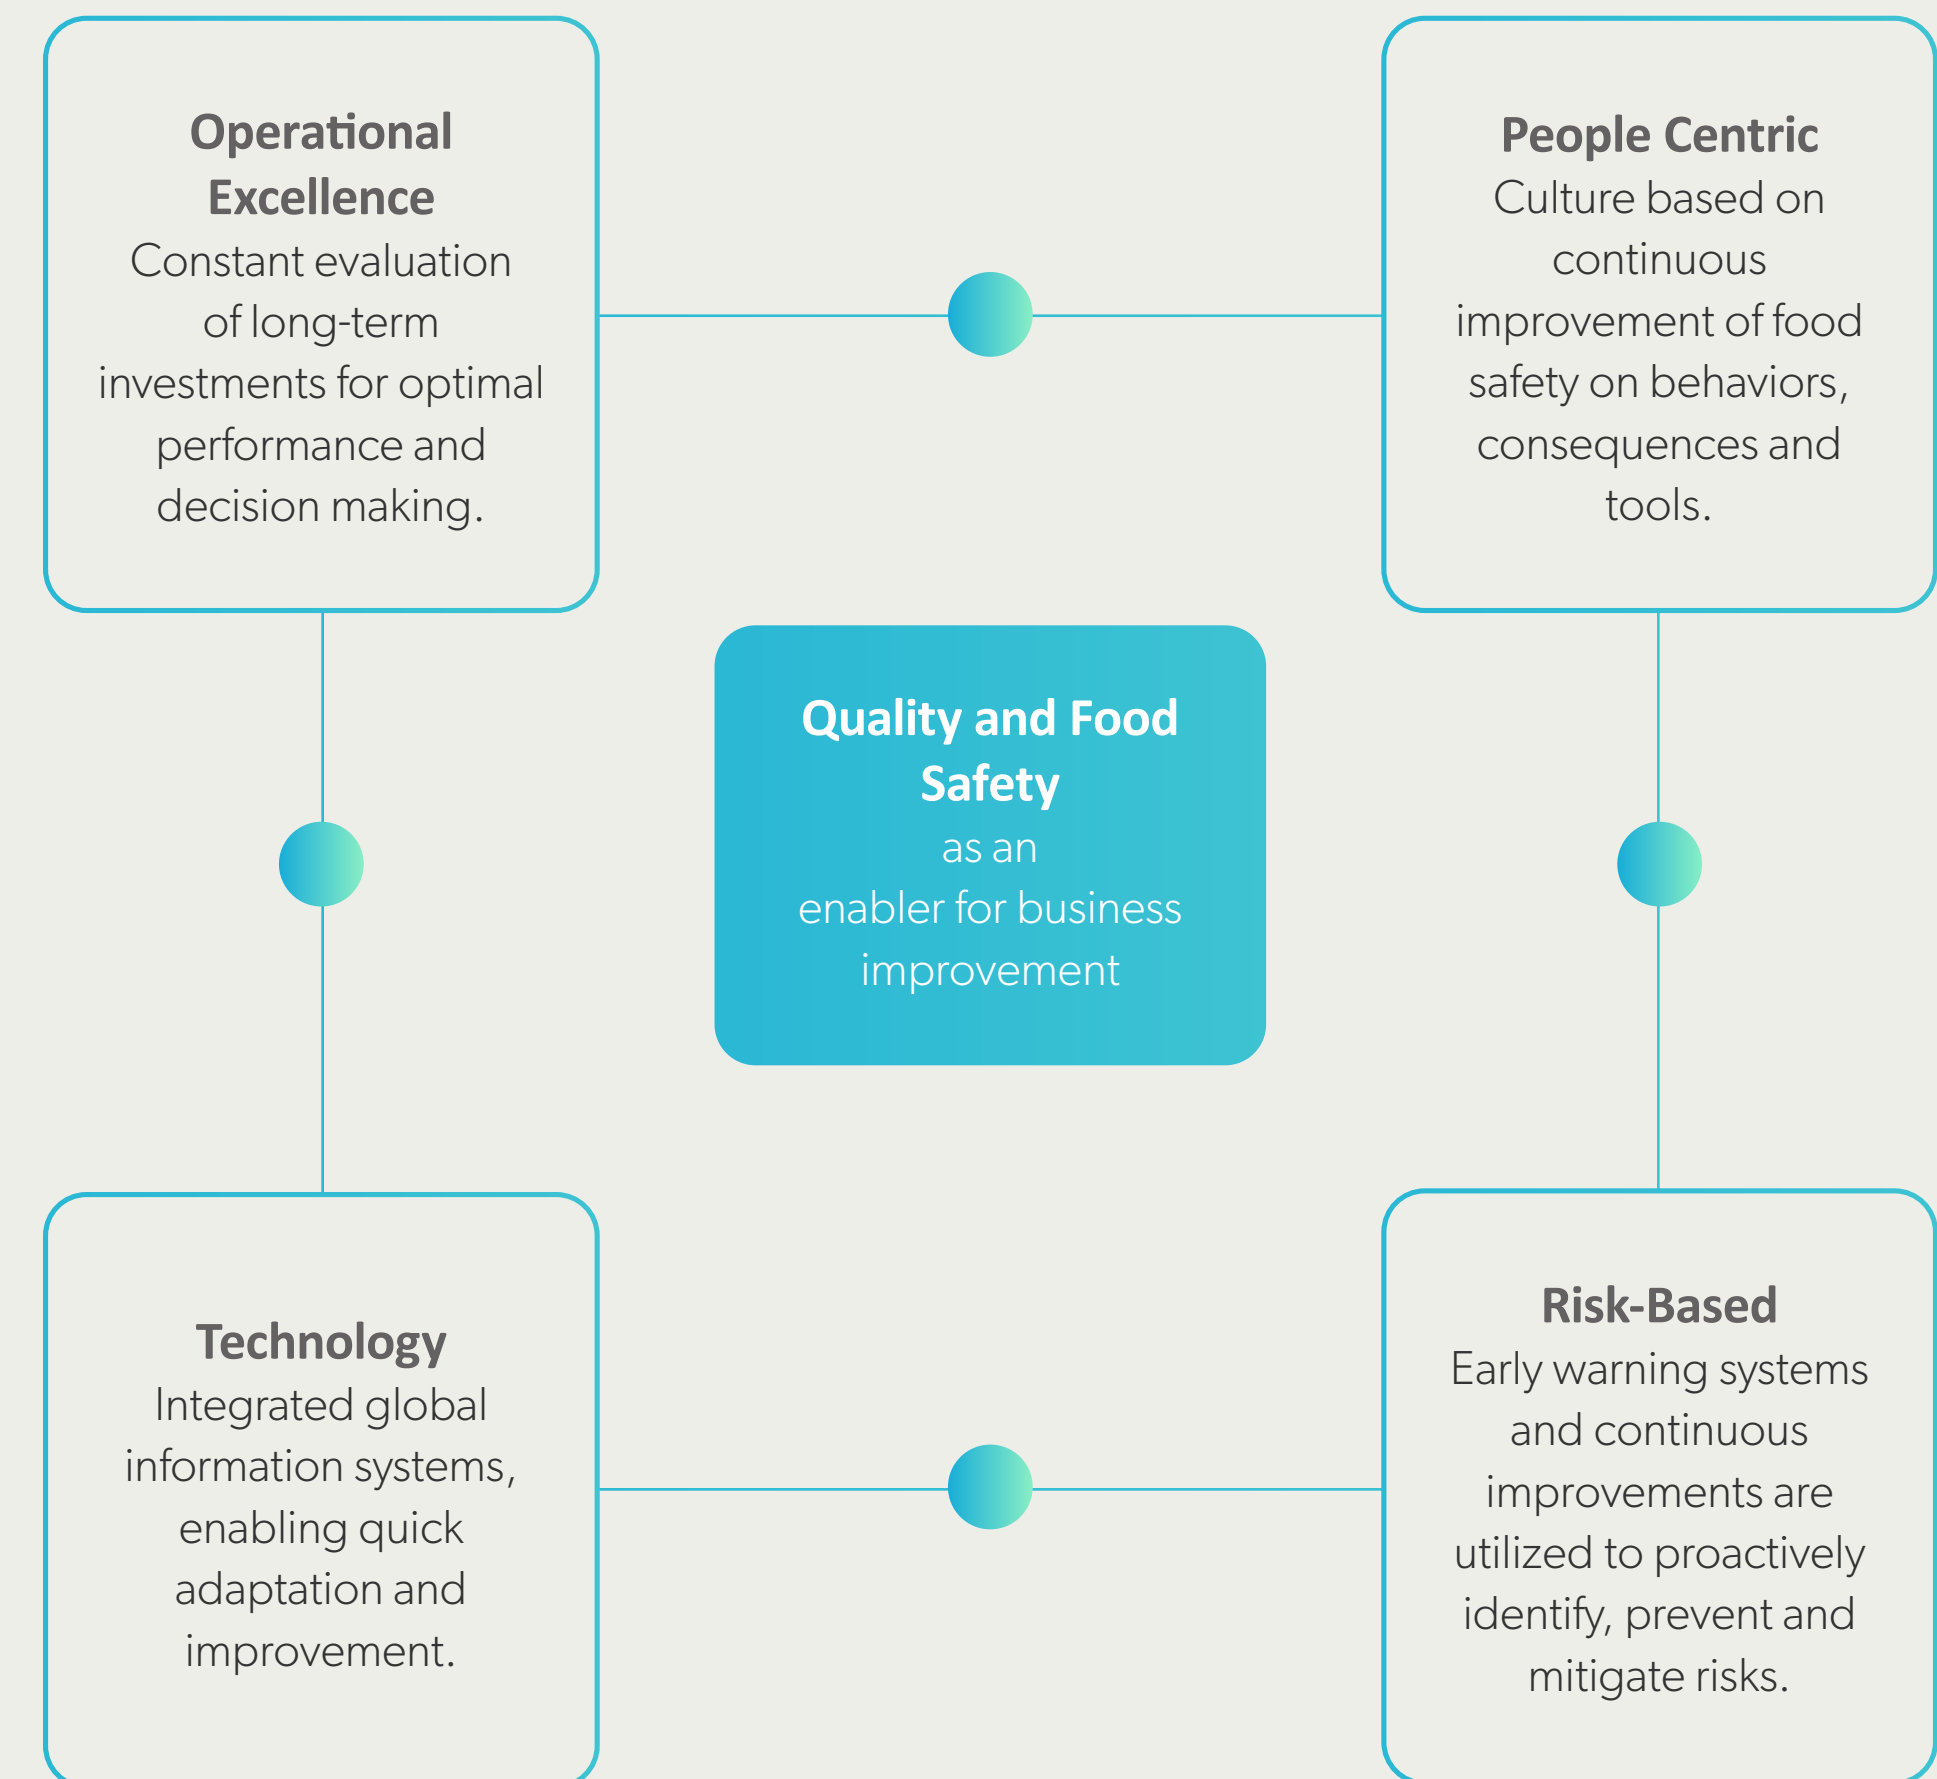 Operational
Excellence
Constant evaluation
of long-term
investments for optimal
performance and
decision making.
People Centric
Culture based on
continuous
improvement of food
safety on behaviors,
consequences and
tools.
Quality and Food
Safety
as an
enabler for business
improvement
Technology
Integrated global
information systems,
enabling quick
adaptation and
improvement.
Risk-Based
Early warning systems
and continuous
improvements are
utilized to proactively
identify, prevent and
mitigate risks.